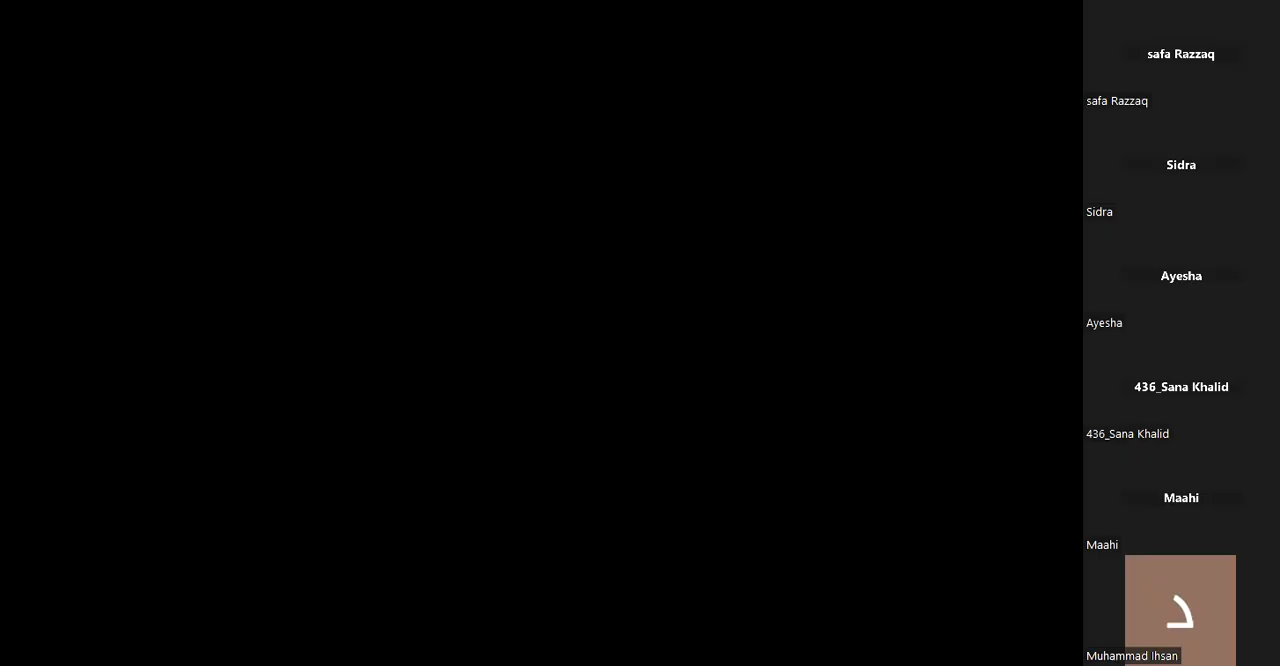 safa Razzaq
safa Razzaq
Sidra
Sidra
Ayesha
Ayesha
436_Sana Khalid
436_Sana Khalid
Maahi
Maahi
د
Muhammad Ihsan